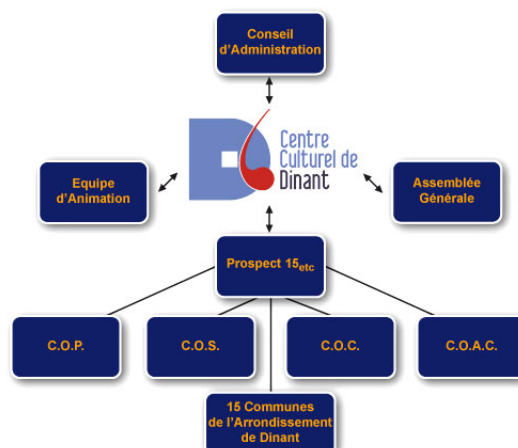 Conseil
d'Administration
Centre
Culturel de
Dinant
Equipe
d'Animation
Assemblée
Générale
Prospect 15etc
C.O.P.
C.O.S.
C.O.C.
C.O.A.C.
15 Communes
de l'Arrondissement
de Dinant